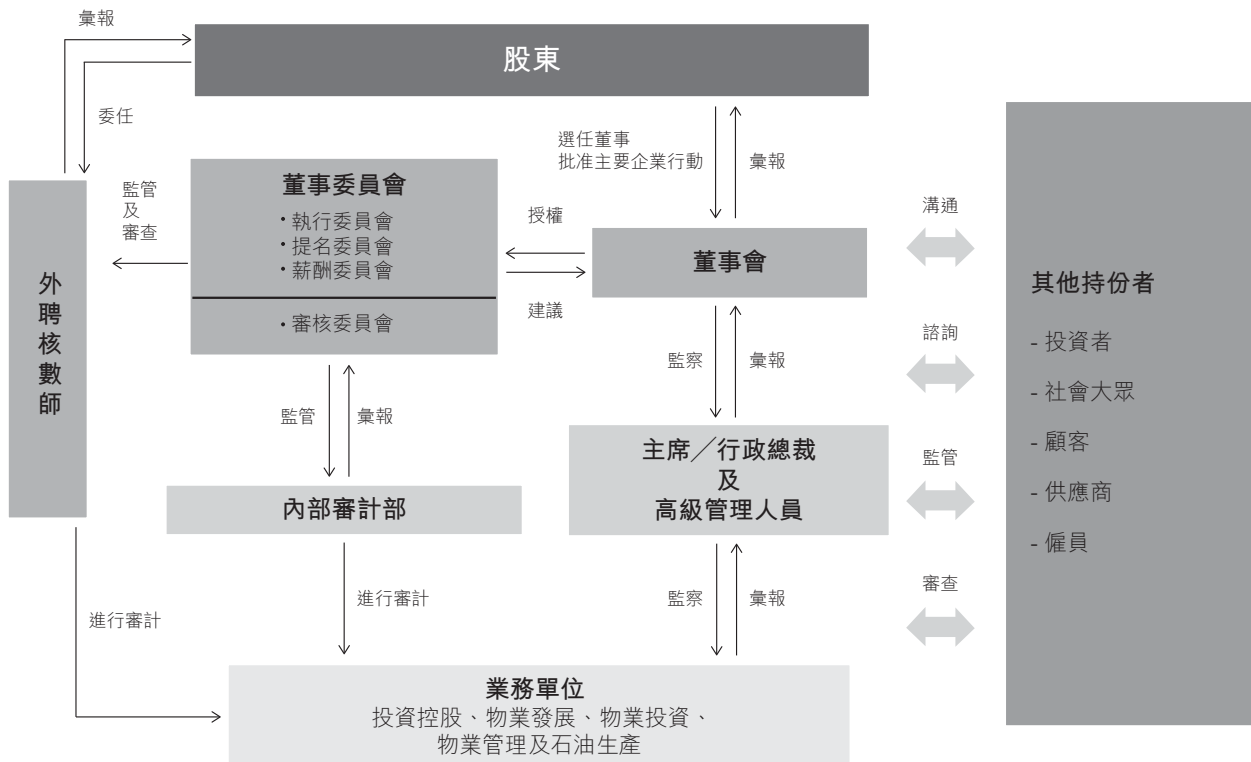 彙報
股東
委任
選任董事
批准主要企業行動
彙報
董事委員會
・執行委員會
・提名委員會
・薪酬委員會
・審核委員會
監管
及
審查
授權
建議
董事會
溝通
諮詢
監管
審查
其他持份者
- 投資者
- 社會大眾
- 顧客
- 供應商
- 僱員
外聘核數師
監管
彙報
監察
彙報
內部審計部
主席／行政總裁
及
高級管理人員
進行審計
進行審計
監察
彙報
業務單位
投資控股、物業發展、物業投資、
物業管理及石油生產